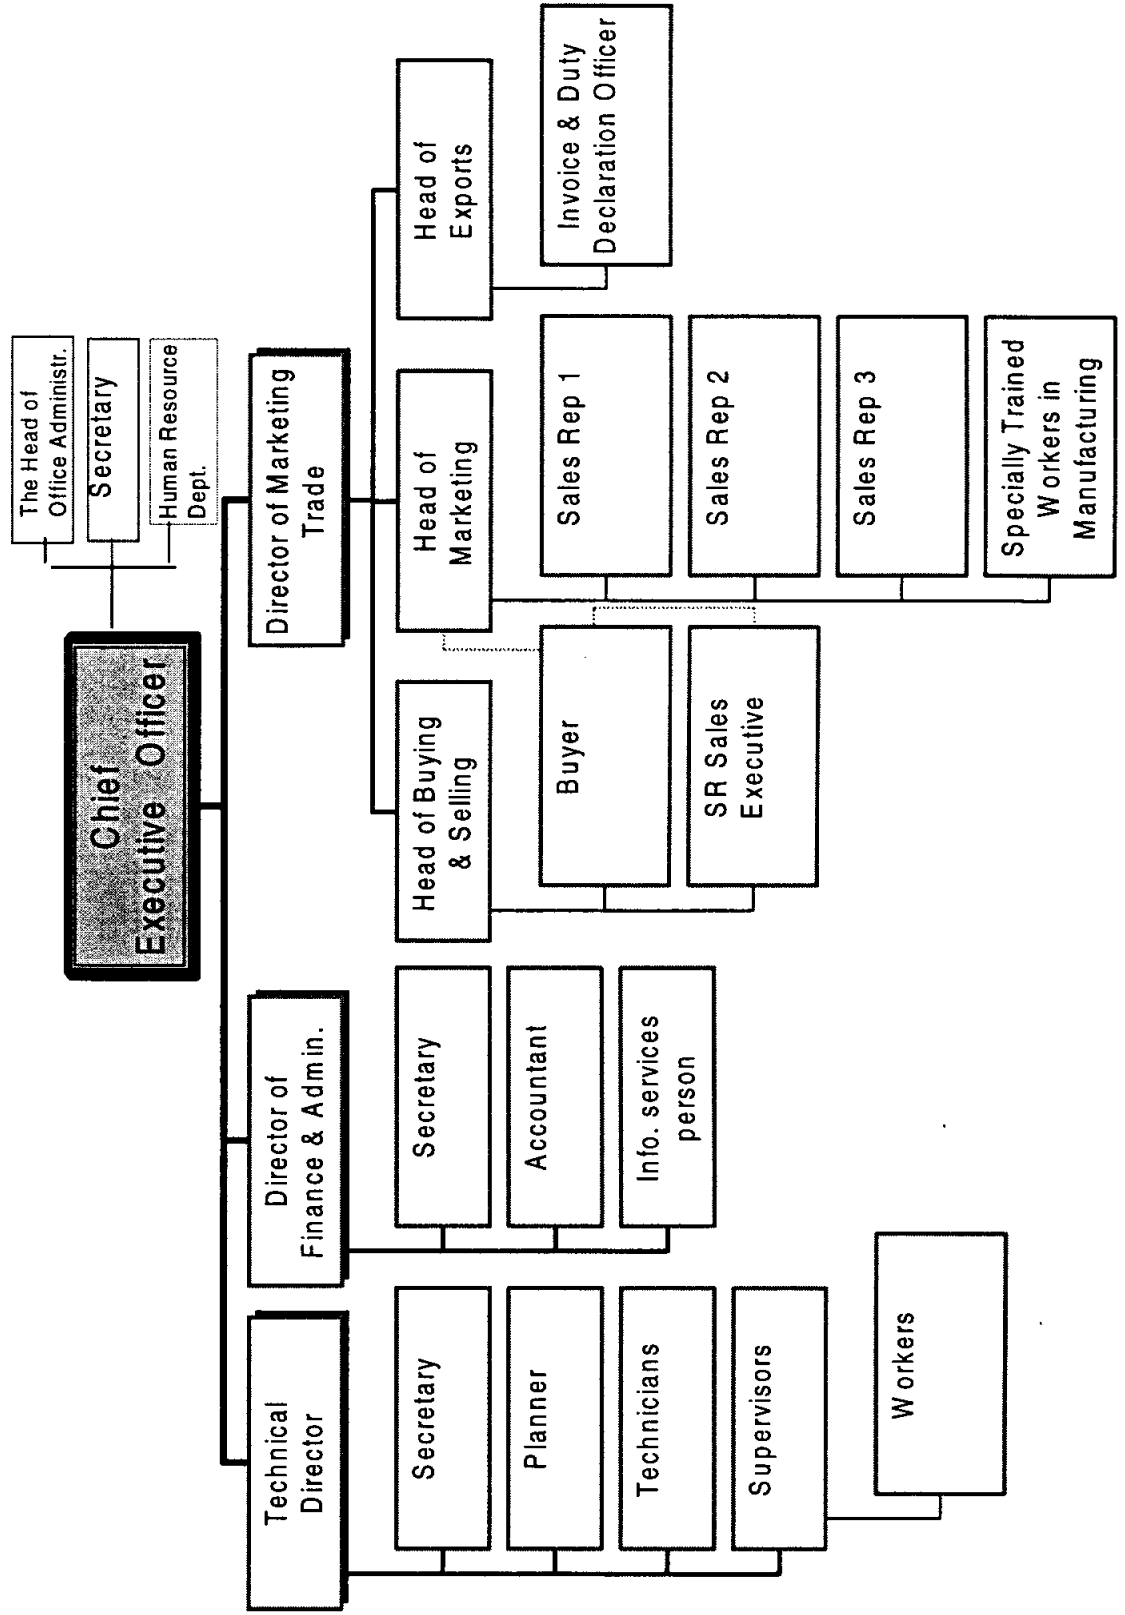 Chief
Executive Officer
The Head of
Office Administr.
Secretary
Human Resource
Dept.
Technical
Director
Secretary
Planner
Technicians
Supervisors
Workers
Director of
Finance & Admin.
Secretary
Accountant
Info. services
person
Director of Marketing
Trade
Head of Buying
& Selling
Buyer
SR Sales
Executive
Head of
Marketing
Sales Rep 1
Sales Rep 2
Sales Rep 3
Specially Trained
Workers in
Manufacturing
Head of
Exports
Invoice & Duty
Declaration Officer